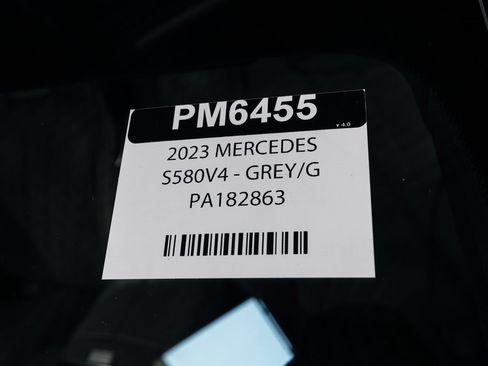 PM6455
v 4.0
2023 MERCEDES
S580V4 - GREY/G
PA182863